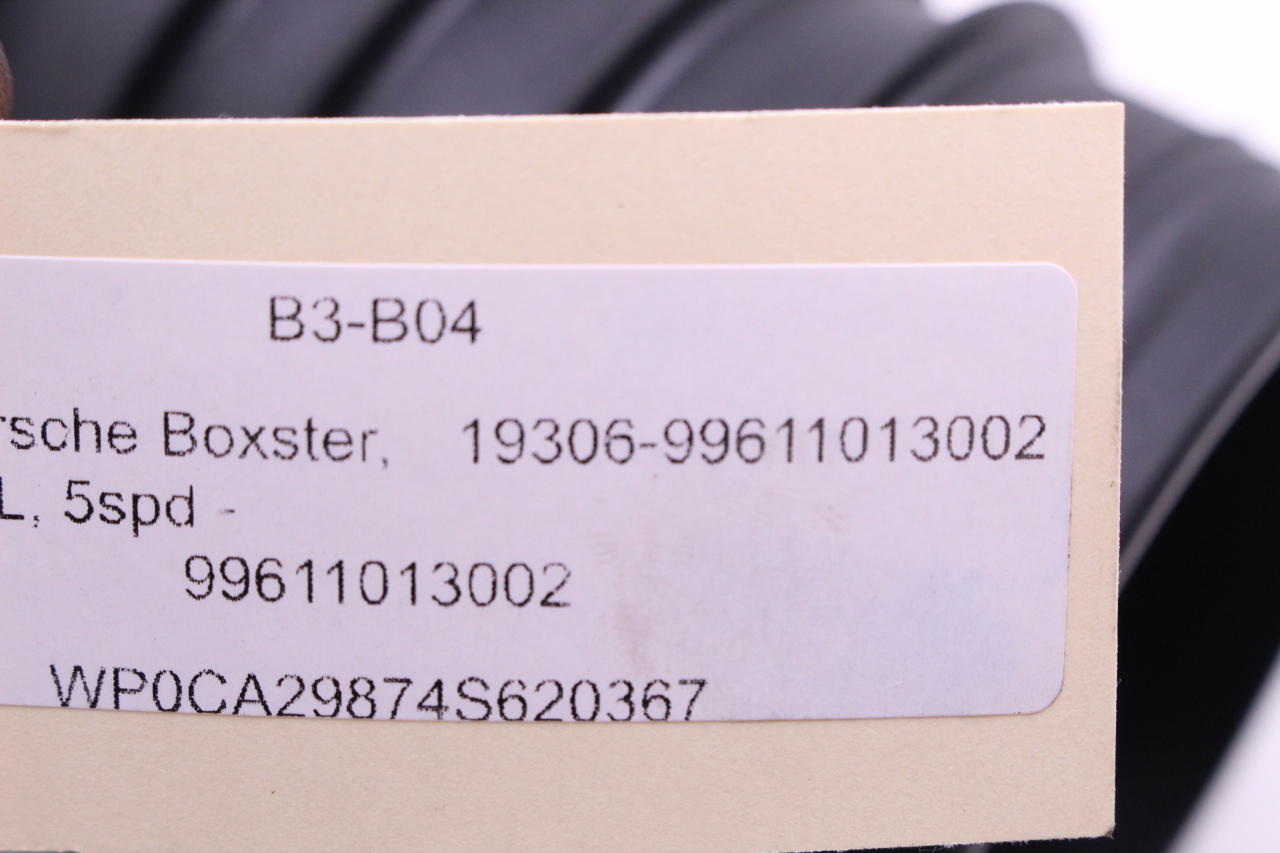 B3-B04
rsche Boxster, 19306-99611013002
L, 5spd -
99611013002
WP0CA29874S620367